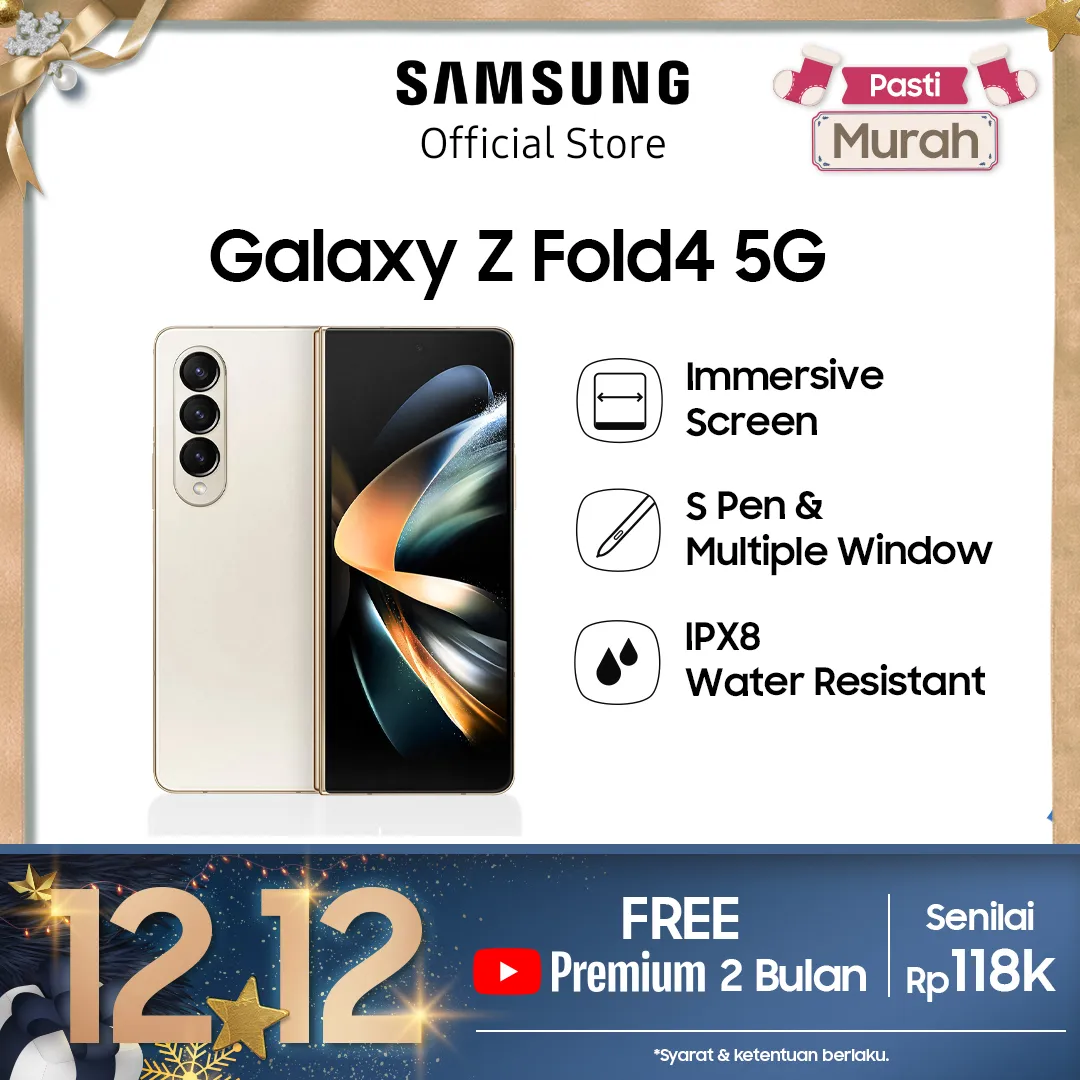 SAMSUNG
Official Store
Pasti
Murah
Galaxy Z Fold4 5G
Immersive
Screen
S Pen &
Multiple Window
IPX8
Water Resistant
12.12
FREE
Premium 2 Bulan
Senilai
Rp118k
*Syarat & ketentuan berlaku.